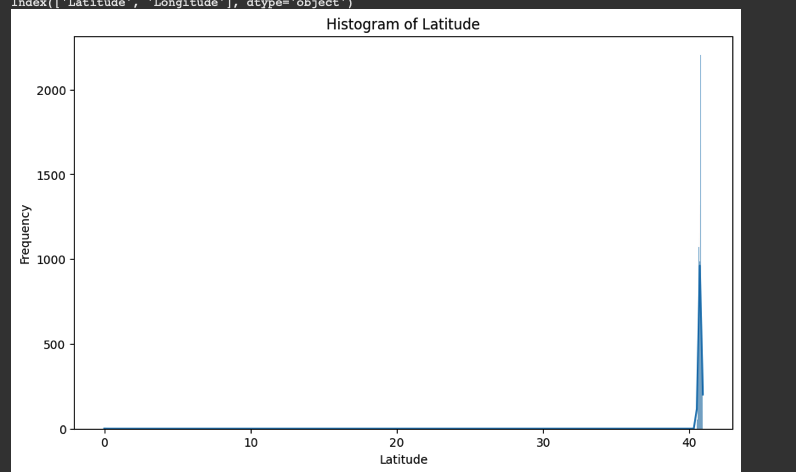 Index(['Latitude', 'Longitude'], dtype='object')
Histogram of Latitude
2000
1500
1000
500
0
Frequency
0 10 20 30 40
Latitude